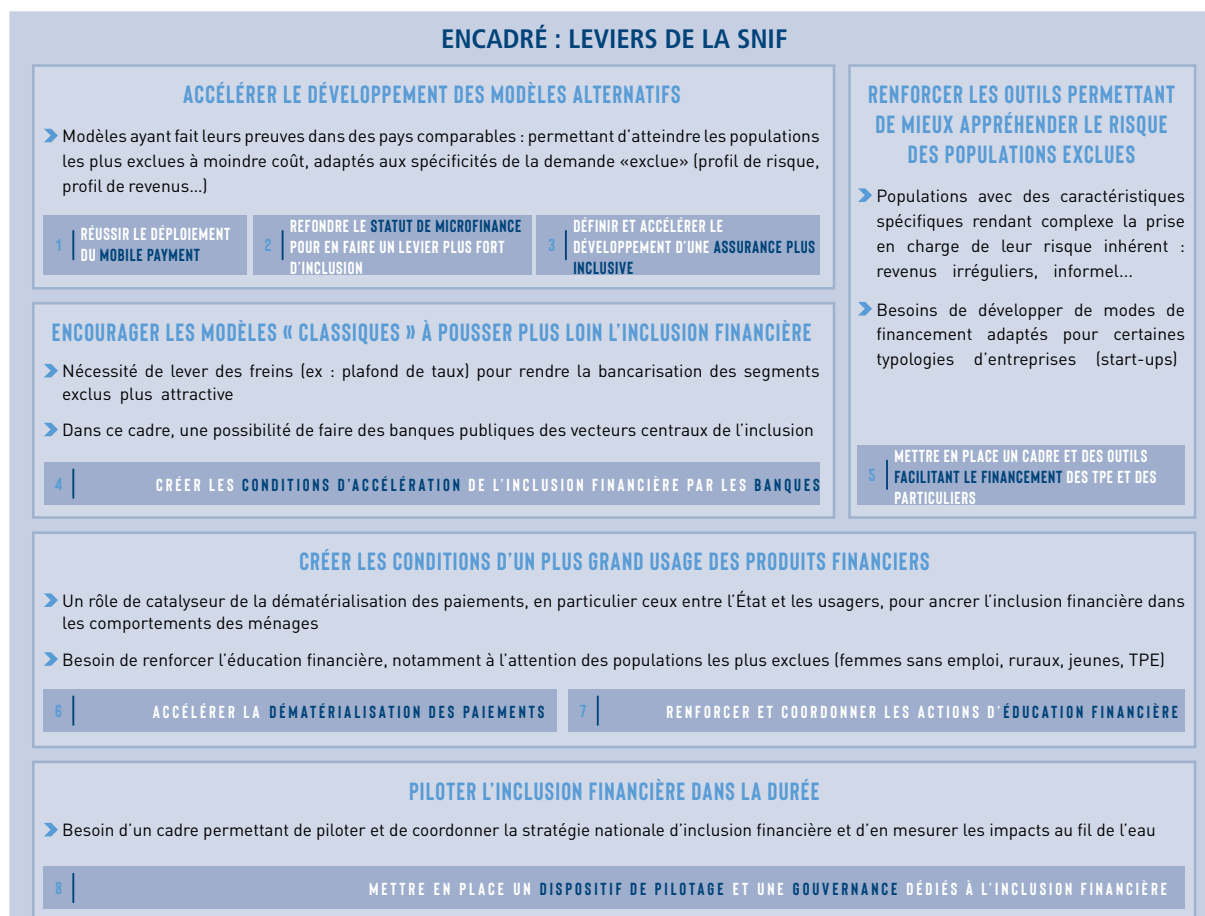 ENCADRÉ : LEVIERS DE LA SNIF
ACCÉLÉRER LE DÉVELOPPEMENT DES MODÈLES ALTERNATIFS
Modèles ayant fait leurs preuves dans des pays comparables : permettant d'atteindre les populations
les plus exclues à moindre coût, adaptés aux spécificités de la demande «exclue» (profil de risque,
profil de revenus...)
1
RÉUSSIR LE DÉPLOIEMENT
DU MOBILE PAYMENT
2
REFONDRE LE STATUT DE MICROFINANCE
POUR EN FAIRE UN LEVIER PLUS FORT
D'INCLUSION
3
DÉFINIR ET ACCÉLÉRER LE
DÉVELOPPEMENT D'UNE ASSURANCE PLUS
INCLUSIVE
ENCOURAGER LES MODÈLES « CLASSIQUES » À POUSSER PLUS LOIN L'INCLUSION FINANCIÈRE
Nécessité de lever des freins (ex : plafond de taux) pour rendre la bancarisation des segments
exclus plus attractive
Dans ce cadre, une possibilité de faire des banques publiques des vecteurs centraux de l'inclusion
4
CRÉER LES CONDITIONS D'ACCÉLÉRATION DE L'INCLUSION FINANCIÈRE PAR LES BANQUES
RENFORCER LES OUTILS PERMETTANT
DE MIEUX APPRÉHENDER LE RISQUE
DES POPULATIONS EXCLUES
Populations avec des caractéristiques
spécifiques rendant complexe la prise
en charge de leur risque inhérent :
revenus irréguliers, informel...
Besoins de développer de modes de
financement adaptés pour certaines
typologies d'entreprises (start-ups)
5
METTRE EN PLACE UN CADRE ET DES OUTILS
FACILITANT LE FINANCEMENT DES TPE ET DES
PARTICULIERS
CRÉER LES CONDITIONS D'UN PLUS GRAND USAGE DES PRODUITS FINANCIERS
Un rôle de catalyseur de la dématérialisation des paiements, en particulier ceux entre l'État et les usagers, pour ancrer l'inclusion financière dans
les comportements des ménages
Besoin de renforcer l'éducation financière, notamment à l'attention des populations les plus exclues (femmes sans emploi, ruraux, jeunes, TPE)
6
ACCÉLÉRER LA DÉMATÉRIALISATION DES PAIEMENTS
7
RENFORCER ET COORDONNER LES ACTIONS D'ÉDUCATION FINANCIÈRE
PILOTER L'INCLUSION FINANCIÈRE DANS LA DURÉE
Besoin d'un cadre permettant de piloter et de coordonner la stratégie nationale d'inclusion financière et d'en mesurer les impacts au fil de l'eau
8
METTRE EN PLACE UN DISPOSITIF DE PILOTAGE ET UNE GOUVERNANCE DÉDIÉS À L'INCLUSION FINANCIÈRE